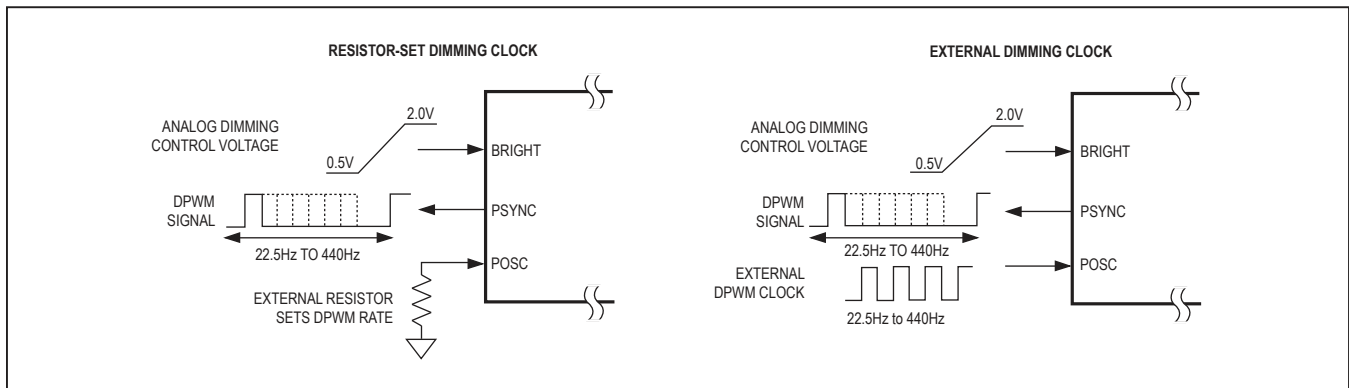 RESISTOR-SET DIMMING CLOCK
ANALOG DIMMING
CONTROL VOLTAGE
2.0V
0.5V
BRIGHT
DPWM
SIGNAL
PSYNC
22.5Hz TO 440Hz
POSC
EXTERNAL RESISTOR
SETS DPWM RATE
EXTERNAL DIMMING CLOCK
ANALOG DIMMING
CONTROL VOLTAGE
2.0V
0.5V
BRIGHT
DPWM
SIGNAL
PSYNC
22.5Hz TO 440Hz
EXTERNAL
DPWM CLOCK
POSC
22.5Hz to 440Hz